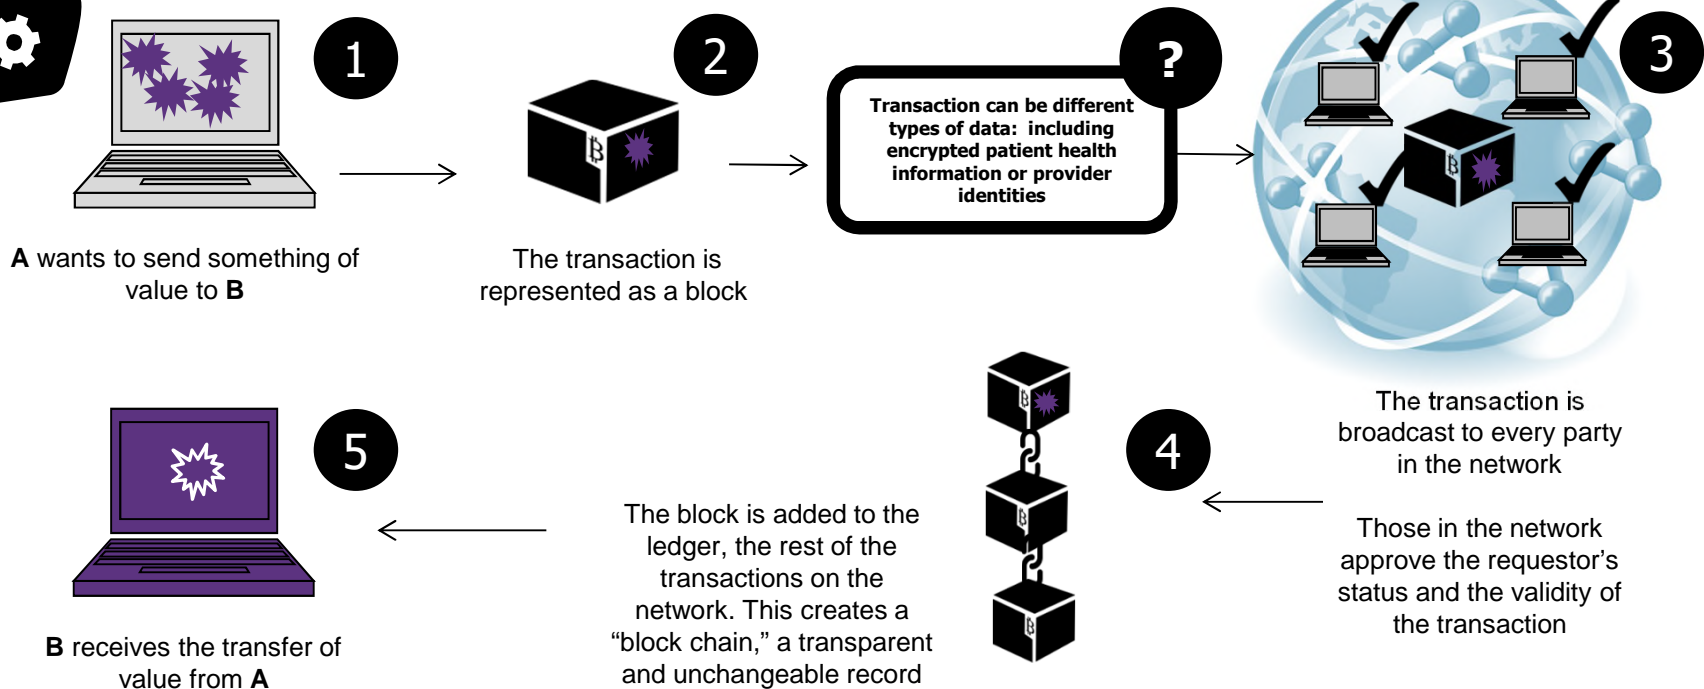 1
A wants to send something of
value to B
2
The transaction is
represented as a block
?
Transaction can be different
types of data:  including
encrypted patient health
information or provider
identities
3
The transaction is
broadcast to every party
in the network
Those in the network
approve the requestor’s
status and the validity of
the transaction
4
The block is added to the
ledger, the rest of the
transactions on the
network. This creates a
“block chain,” a transparent
and unchangeable record
5
B receives the transfer of
value from A